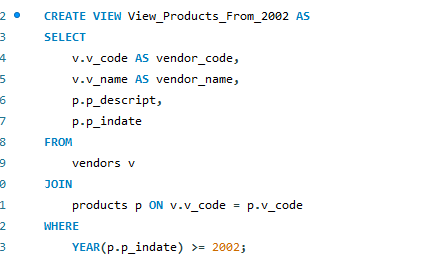 2 CREATE VIEW View_Products_From_2002 AS
3 SELECT
4 v.v_code AS vendor_code,
5 v.v_name AS vendor_name,
6 p.p_descript,
7 p.p_indate
8 FROM
9 vendors v
0 JOIN
1 products p ON v.v_code = p.v_code
2 WHERE
3 YEAR(p.p_indate) >= 2002;